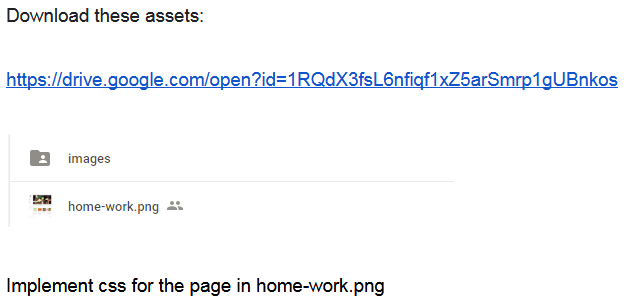 Download these assets:
https://drive.google.com/open?id=1RQdX3fsL6nfiqf1xZ5arSmrp1gUBnkos
images
home-work.png
Implement css for the page in home-work.png